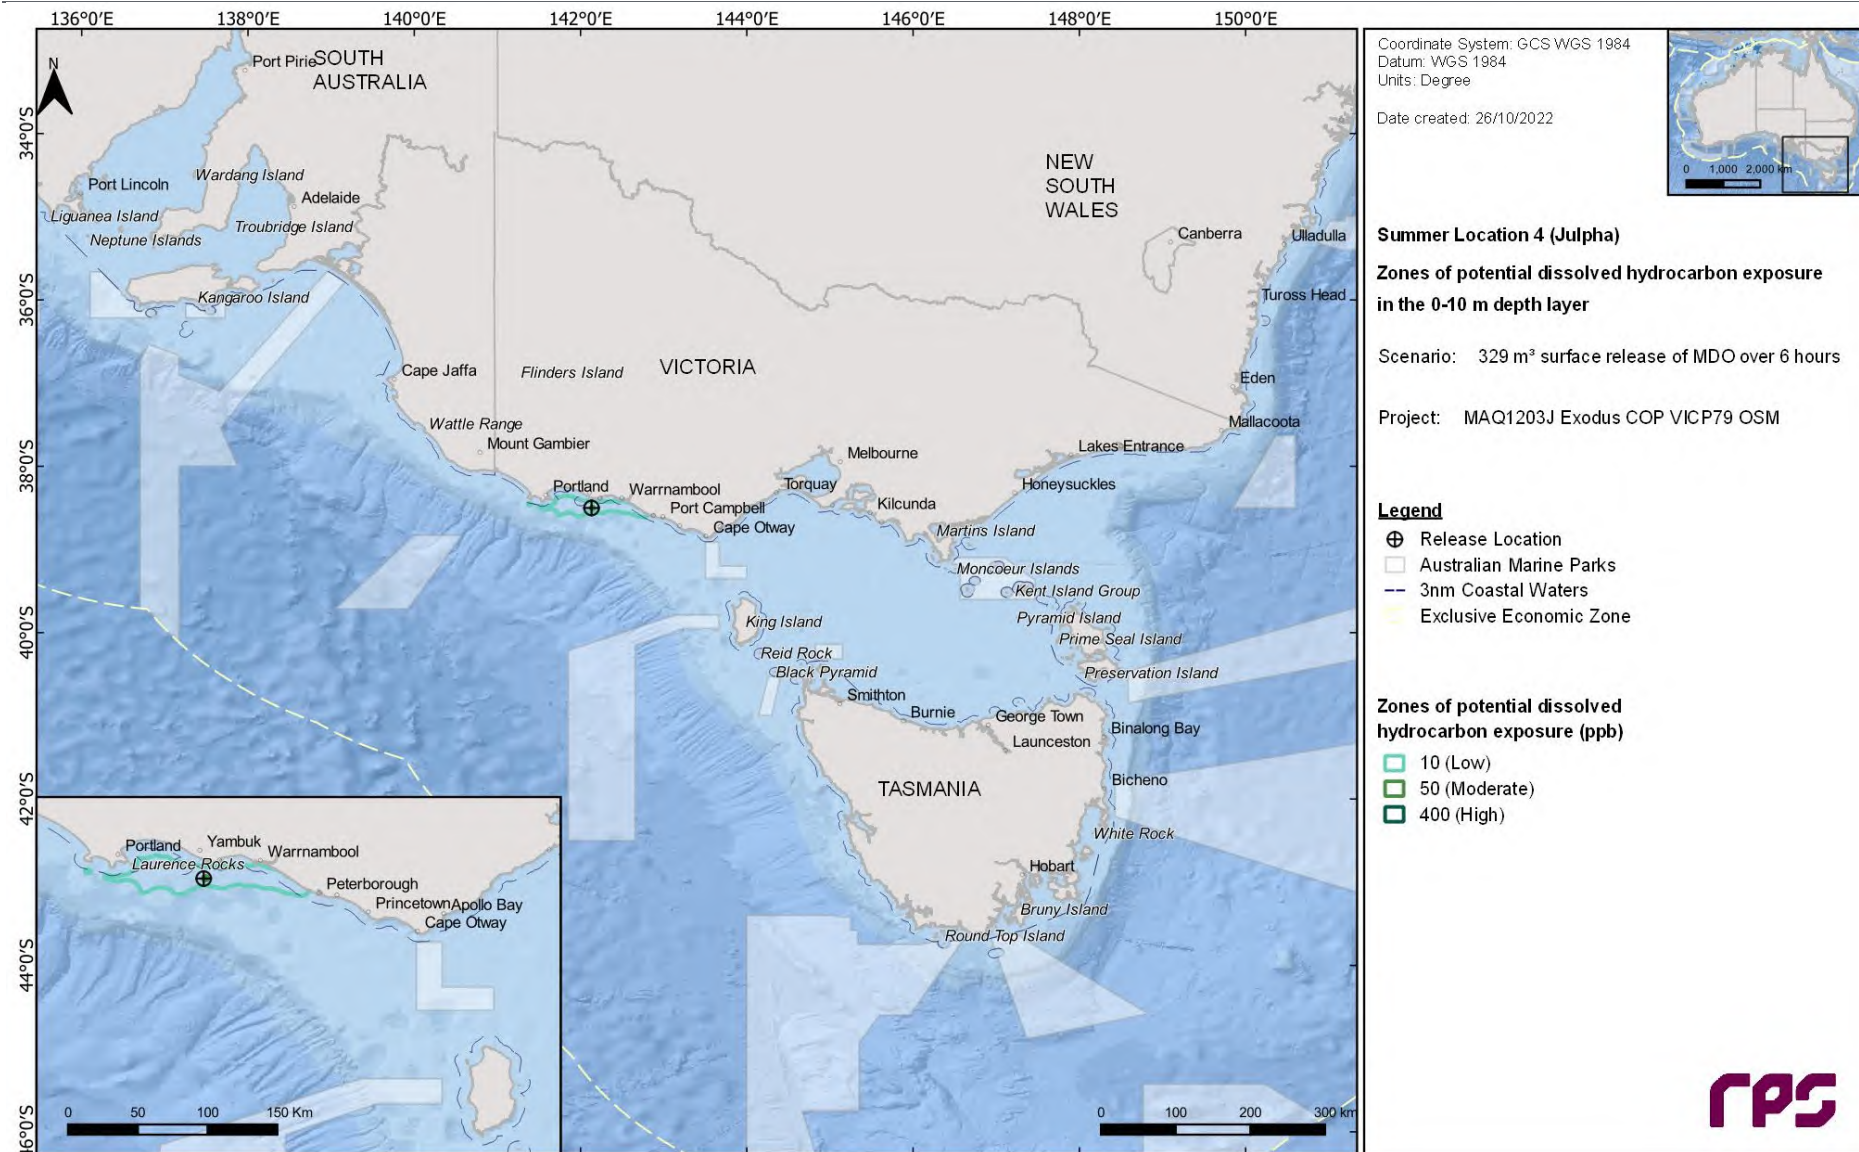 136°0'E 138°0'E 140°0'E 142°0'E 144°0'E 146°0'E 148°0'E 150°0'E
34°0'S
36°0'S
38°0'S
40°0'S
42°0'S
44°0'S
46°0'S
N
Port Pirie
SOUTH
AUSTRALIA
NEW
SOUTH
WALES
Wardang Island
Port Lincoln
Adelaide
Liguanea Island
Troubridge Island
Neptune Islands
Canberra
Ulladulla
Kangaroo Island
Tuross Head
Cape Jaffa
Flinders Island
VICTORIA
Eden
Wattle Range
Mount Gambier
Mallacoota
Melbourne
Lakes Entrance
Portland
Warrnambool
Torquay
Honeysuckles
Port Campbell
Kilcunda
Cape Otway
Martins Island
Moncoeur Islands
Kent Island Group
King Island
Pyramid Island
Prime Seal Island
Reid Rock
Black Pyramid
Preservation Island
Smithton
Burnie
George Town
Binalong Bay
Launceston
Bicheno
TASMANIA
White Rock
Hobart
Bruny Island
Round Top Island
Portland
Yambuk
Warrnambool
Laurence Rocks
Peterborough
Princetown
Apollo Bay
Cape Otway
0 50 100 150 Km
0 100 200 300 km
Coordinate System: GCS WGS 1984
Datum: WGS 1984
Units: Degree
Date created: 26/10/2022
0 1,000 2,000 km
Summer Location 4 (Julpha)
Zones of potential dissolved hydrocarbon exposure
in the 0-10 m depth layer
Scenario: 329 m³ surface release of MDO over 6 hours
Project: MAQ1203J Exodus COP VICP79 OSM
Legend
Release Location
Australian Marine Parks
3nm Coastal Waters
Exclusive Economic Zone
Zones of potential dissolved
hydrocarbon exposure (ppb)
10 (Low)
50 (Moderate)
400 (High)
rps